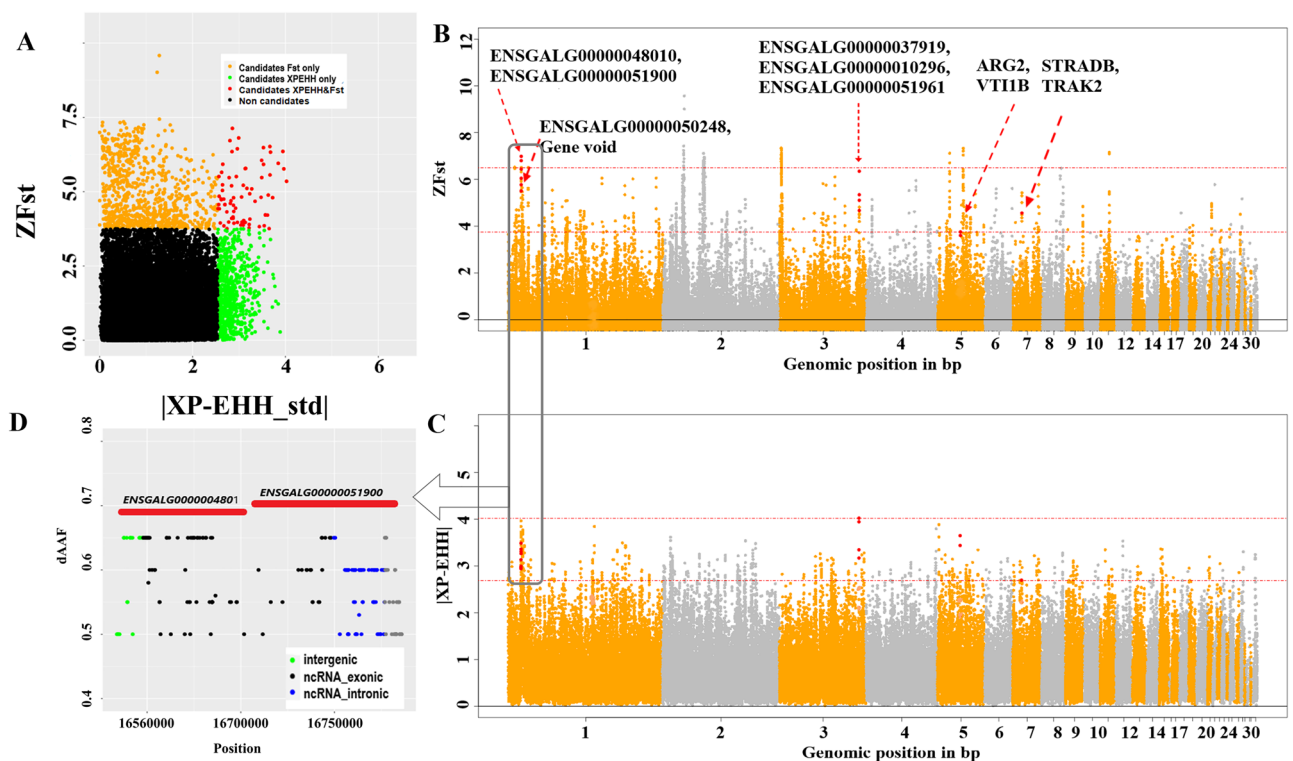 A
ZFst
7.5
5.0
2.5
0.0
0
2
4
6
|XP-EHH_std|
Candidates Fst only
Candidates XPEHH only
Candidates XPEHH&Fst
Non candidates
B
ZFst
12
10
8
6
4
2
0
ENSGALG00000048010,
ENSGALG00000051900
ENSGALG00000050248,
Gene void
ENSGALG00000037919,
ENSGALG00000010296,
ENSGALG00000051961
ARG2,
VTI1B
STRADB,
TRAK2
1 2 3 4 5 6 7 8 9 10 12 14 17 20 24 30
Genomic position in bp
D
dAAF
0.8
0.7
0.6
0.5
0.4
ENSGALG0000004801
ENSGALG00000051900
intergenic
ncRNA_exonic
ncRNA_intronic
16560000 16700000 16750000
Position
C
|XP-EHH|
5
4
3
2
1
0
1 2 3 4 5 6 7 8 9 10 12 14 17 20 24 30
Genomic position in bp